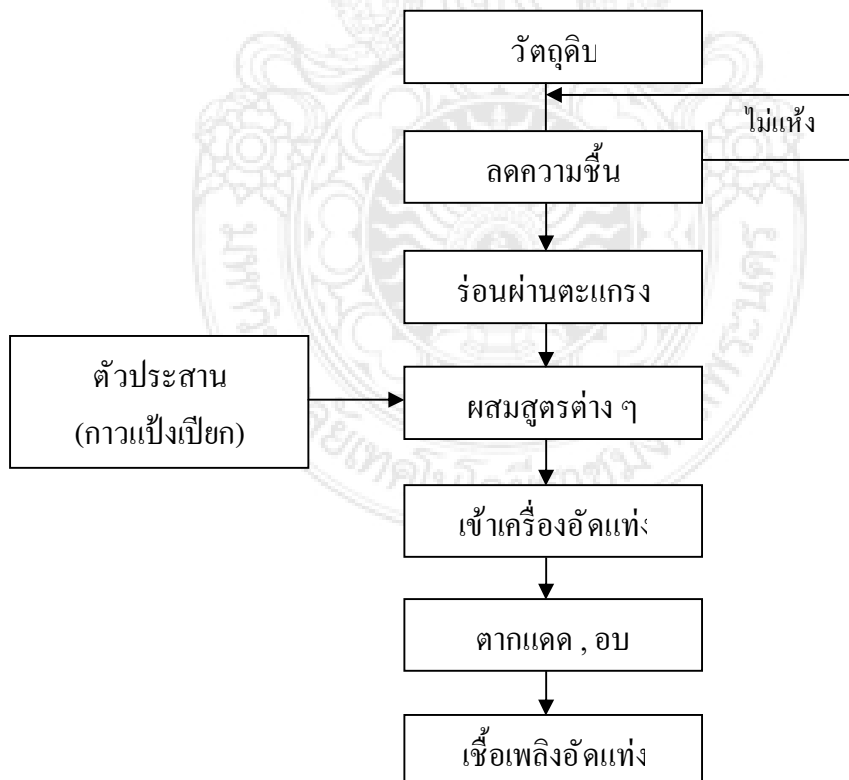 วัตถุดิบ
ไม่แห้ง
ลดความชื้น
ร่อนผ่านตะแกรง
ตัวประสาน
(กาวแป้งเปียก)
ผสมสูตรต่าง ๆ
เข้าเครื่องอัดแท่ง
ตากแดด , อบ
เชื้อเพลิงอัดแท่ง